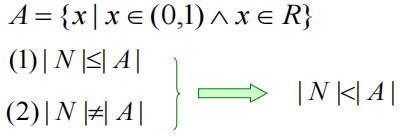 A = {x | x ∈ (0,1) ∧ x ∈ R}
(1) | N |≤| A |
(2) | N |≠| A |
| N |<| A |